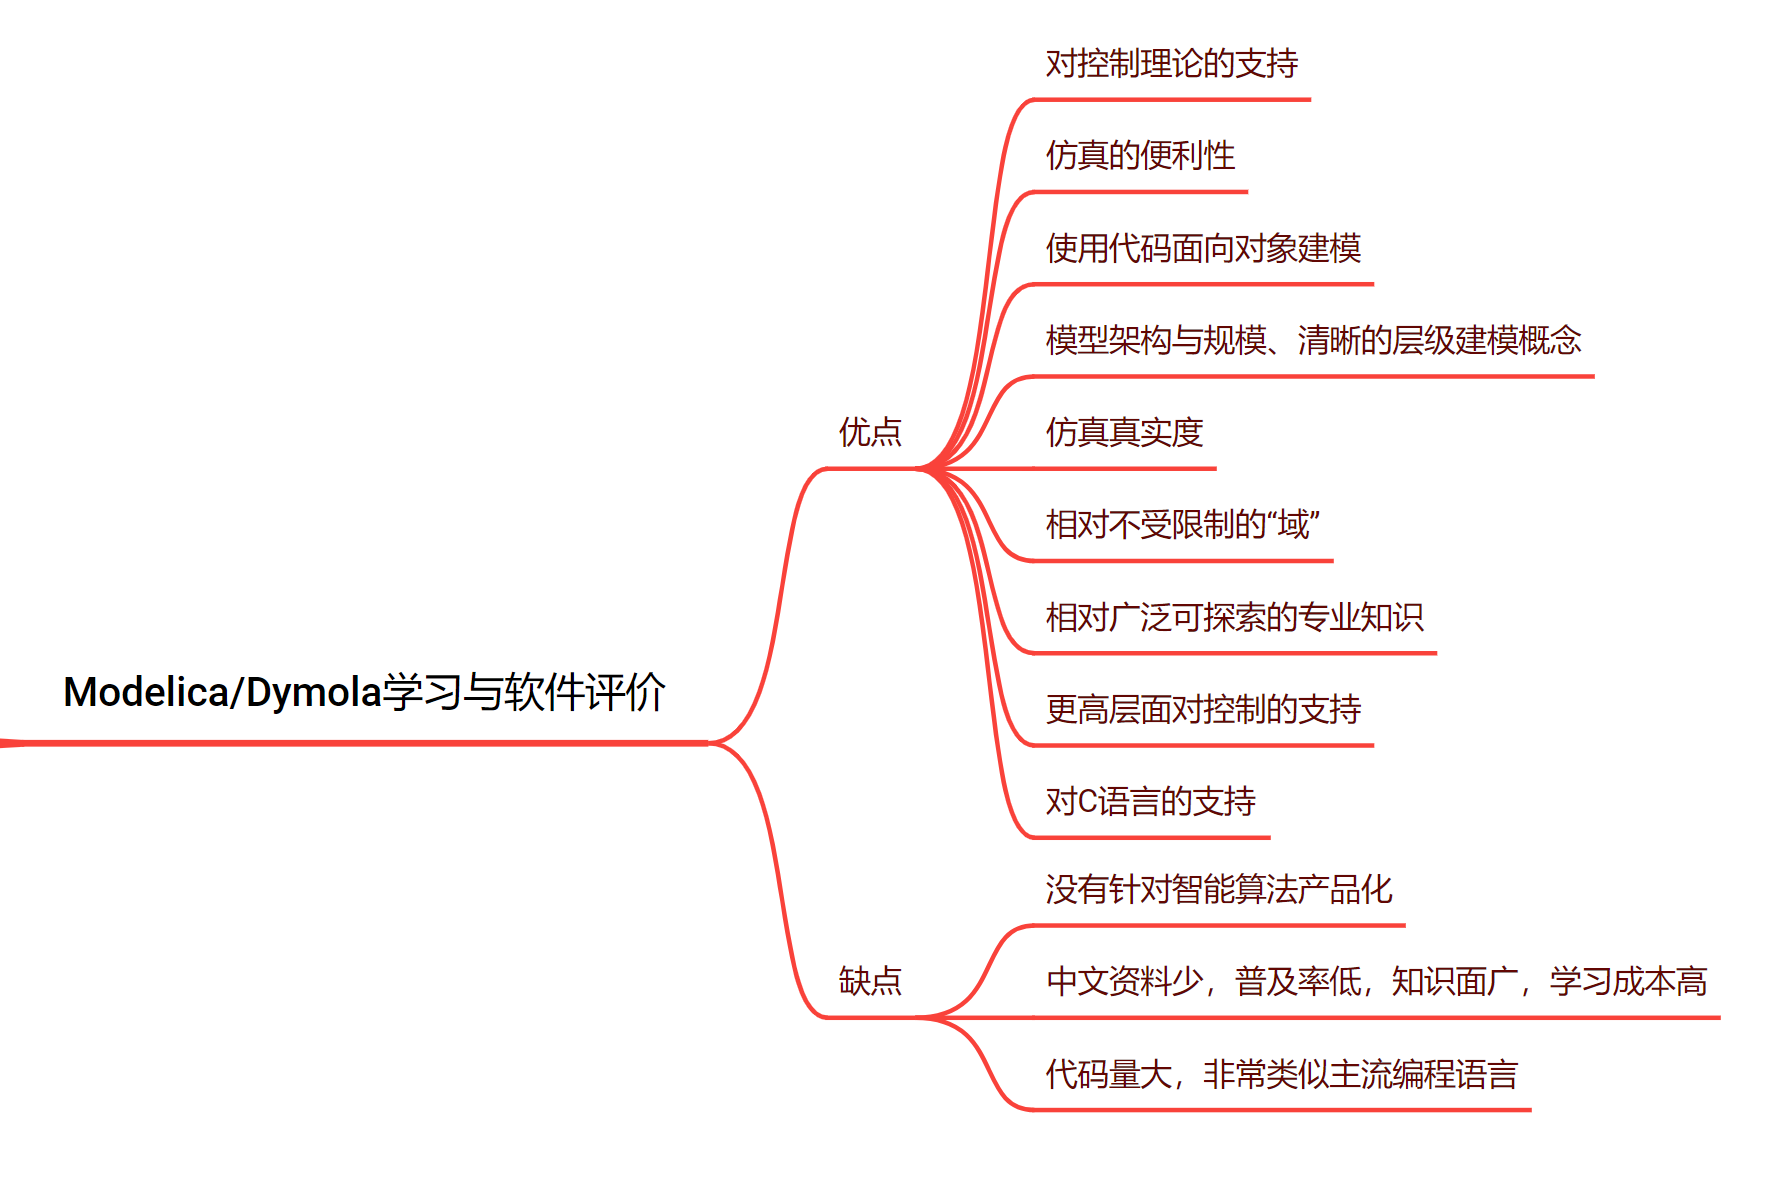 对控制理论的支持
仿真的便利性
使用代码面向对象建模
模型架构与规模、清晰的层级建模概念
优点
仿真真实度
相对不受限制的“域”
相对广泛可探索的专业知识
Modelica/Dymola学习与软件评价
更高层面对控制的支持
对C语言的支持
没有针对智能算法产品化
缺点
中文资料少，普及率低，知识面广，学习成本高
代码量大，非常类似主流编程语言